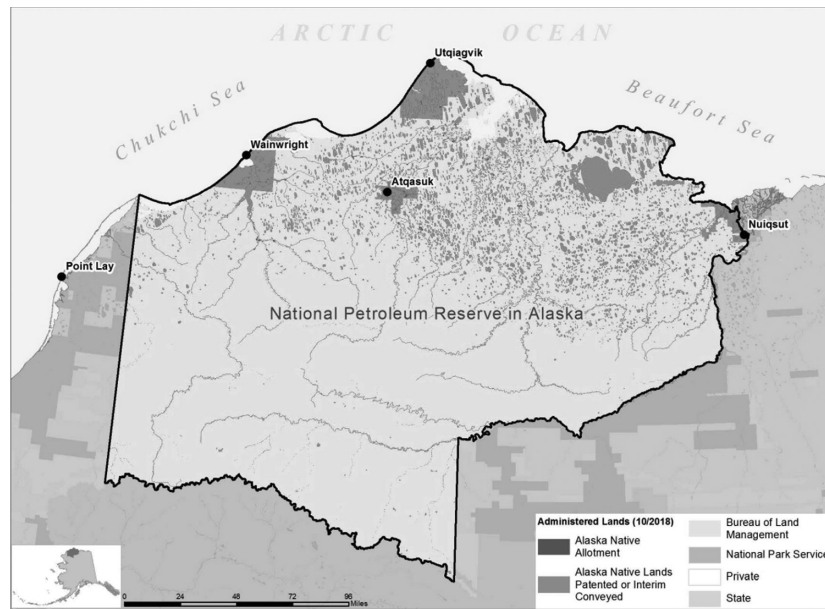 ARCTIC OCEAN
Utqiagvik
Chukchi Sea
Beaufort Sea
Wainwright
Atqasuk
Nuiqsut
Point Lay
National Petroleum Reserve in Alaska
Administered Lands (10/2018)
Alaska Native
Allotment
Alaska Native Lands
Patented or Interim
Conveyed
Bureau of Land
Management
National Park Service
Private
State
0 12 24 48 72 96
Miles